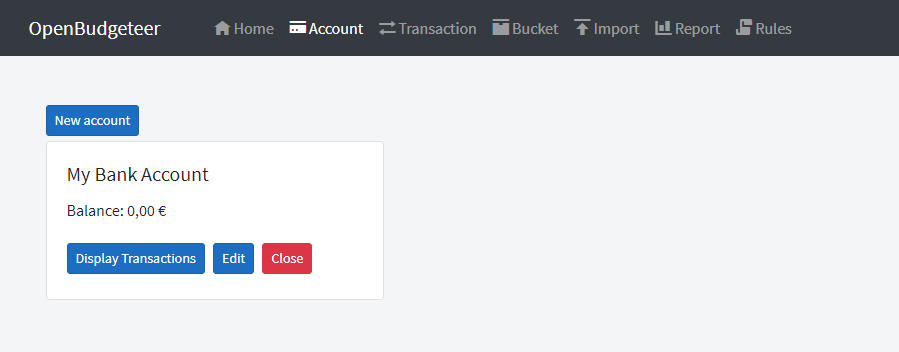 OpenBudgeteer Home Account Transaction Bucket Import Report Rules
New account
My Bank Account
Balance: 0,00 €
Display Transactions Edit Close